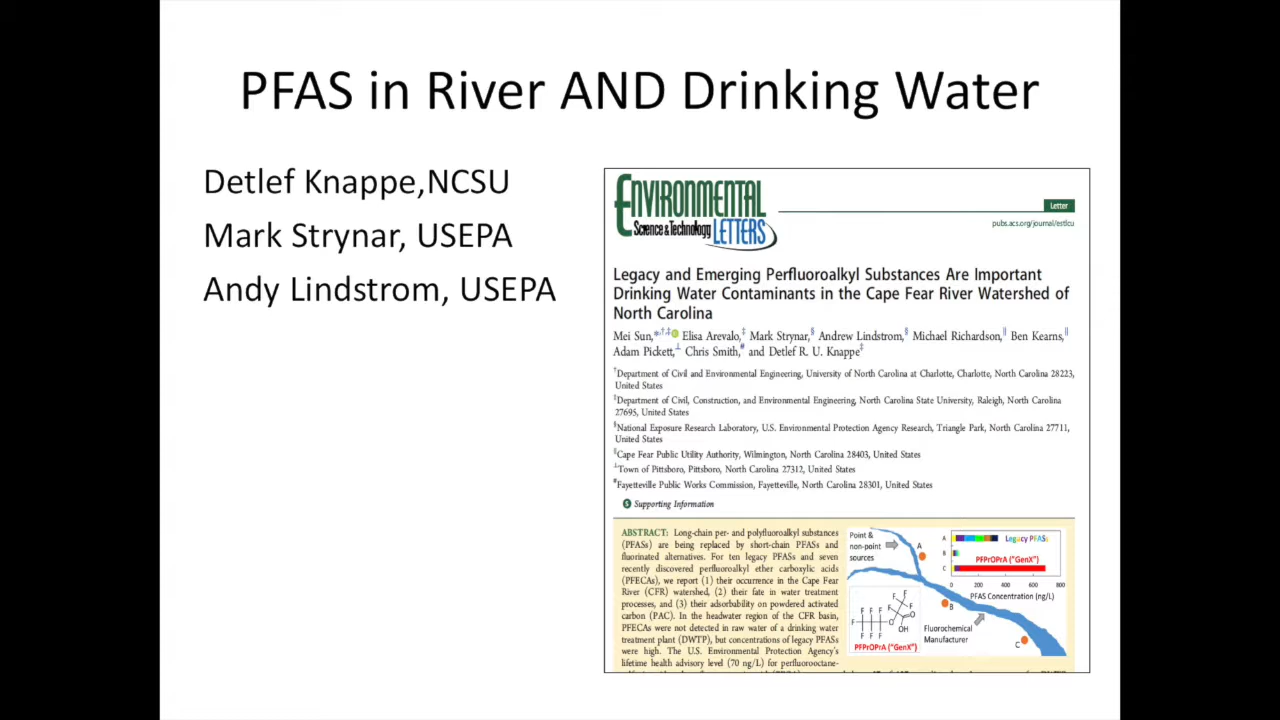 PFAS in River AND Drinking Water
Detlef Knappe,NCSU
Mark Strynar, USEPA
Andy Lindstrom, USEPA
ENVIRONMENTAL
Science & Technology LETTERS
Letter
pubs.acs.org/journal/estlcu
Legacy and Emerging Perfluoroalkyl Substances Are Important
Drinking Water Contaminants in the Cape Fear River Watershed of
North Carolina
Mei Sun,*,†,‡ Elisa Arevalo,‡ Mark Strynar,§ Andrew Lindstrom,§ Michael Richardson,∥ Ben Kearns,∥
Adam Pickett,⊥ Chris Smith,# and Detlef R. U. Knappe‡
†Department of Civil and Environmental Engineering, University of North Carolina at Charlotte, Charlotte, North Carolina 28223,
United States
‡Department of Civil, Construction, and Environmental Engineering, North Carolina State University, Raleigh, North Carolina
27695, United States
§National Exposure Research Laboratory, U.S. Environmental Protection Agency Research, Triangle Park, North Carolina 27711,
United States
∥Cape Fear Public Utility Authority, Wilmington, North Carolina 28403, United States
⊥Town of Pittsboro, Pittsboro, North Carolina 27312, United States
#Fayetteville Public Works Commission, Fayetteville, North Carolina 28301, United States
S Supporting Information
ABSTRACT: Long-chain per- and polyfluoroalkyl substances
(PFASs) are being replaced by short-chain PFASs and
fluorinated alternatives. For ten legacy PFASs and seven
recently discovered perfluoroalkyl ether carboxylic acids
(PFECAs), we report (1) their occurrence in the Cape Fear
River (CFR) watershed, (2) their fate in water treatment
processes, and (3) their adsorbability on powdered activated
carbon (PAC). In the headwater region of the CFR basin,
PFECAs were not detected in raw water of a drinking water
treatment plant (DWTP), but concentrations of legacy PFASs
were high. The U.S. Environmental Protection Agency's
lifetime health advisory level (70 ng/L) for perfluorooctane-
Point &
non-point
sources
A
B
C
Fluorochemical
Manufacturer
A
B
C
Legacy PFASs
PFPrOPrA ("GenX")
0 200 400 600 800
PFAS Concentration (ng/L)
F F F
F
F F F
O
F
F F
F
O
OH
PFPrOPrA ("GenX")